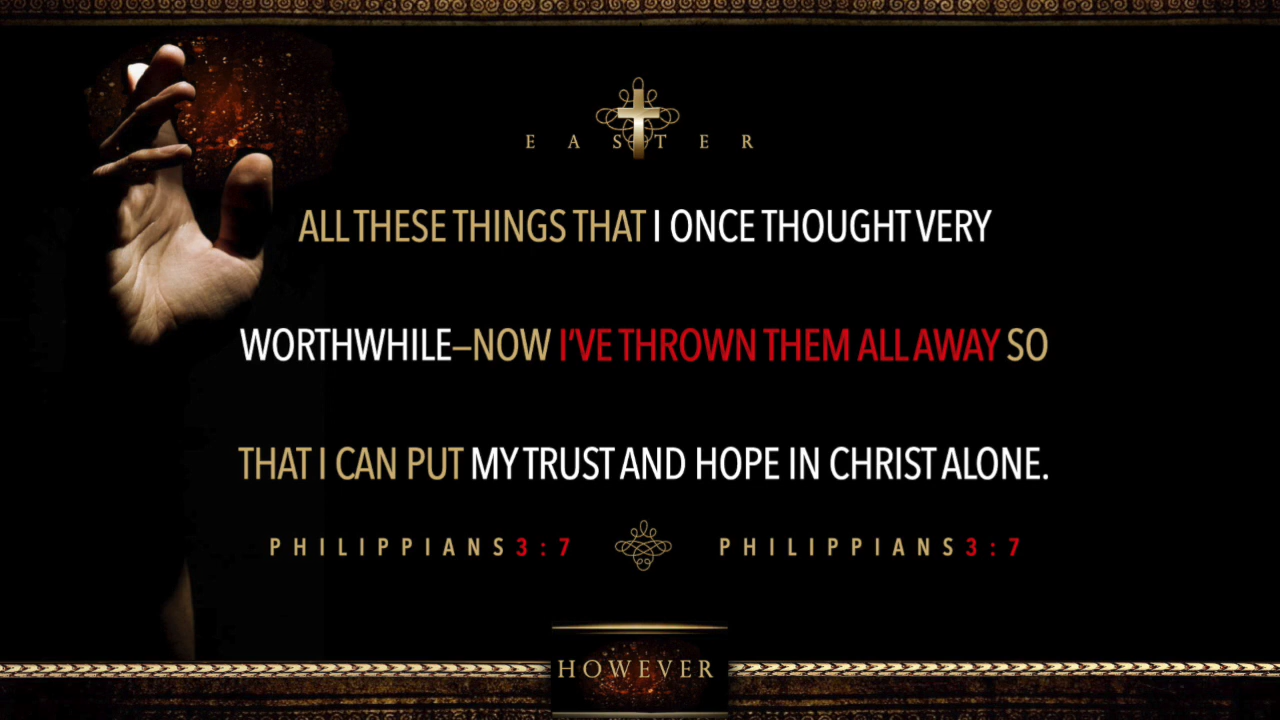 EASTER
ALL THESE THINGS THAT I ONCE THOUGHT VERY
WORTHWHILE–NOW I'VE THROWN THEM ALL AWAY SO
THAT I CAN PUT MY TRUST AND HOPE IN CHRIST ALONE.
PHILIPPIANS 3:7 PHILIPPIANS 3:7
HOWEVER